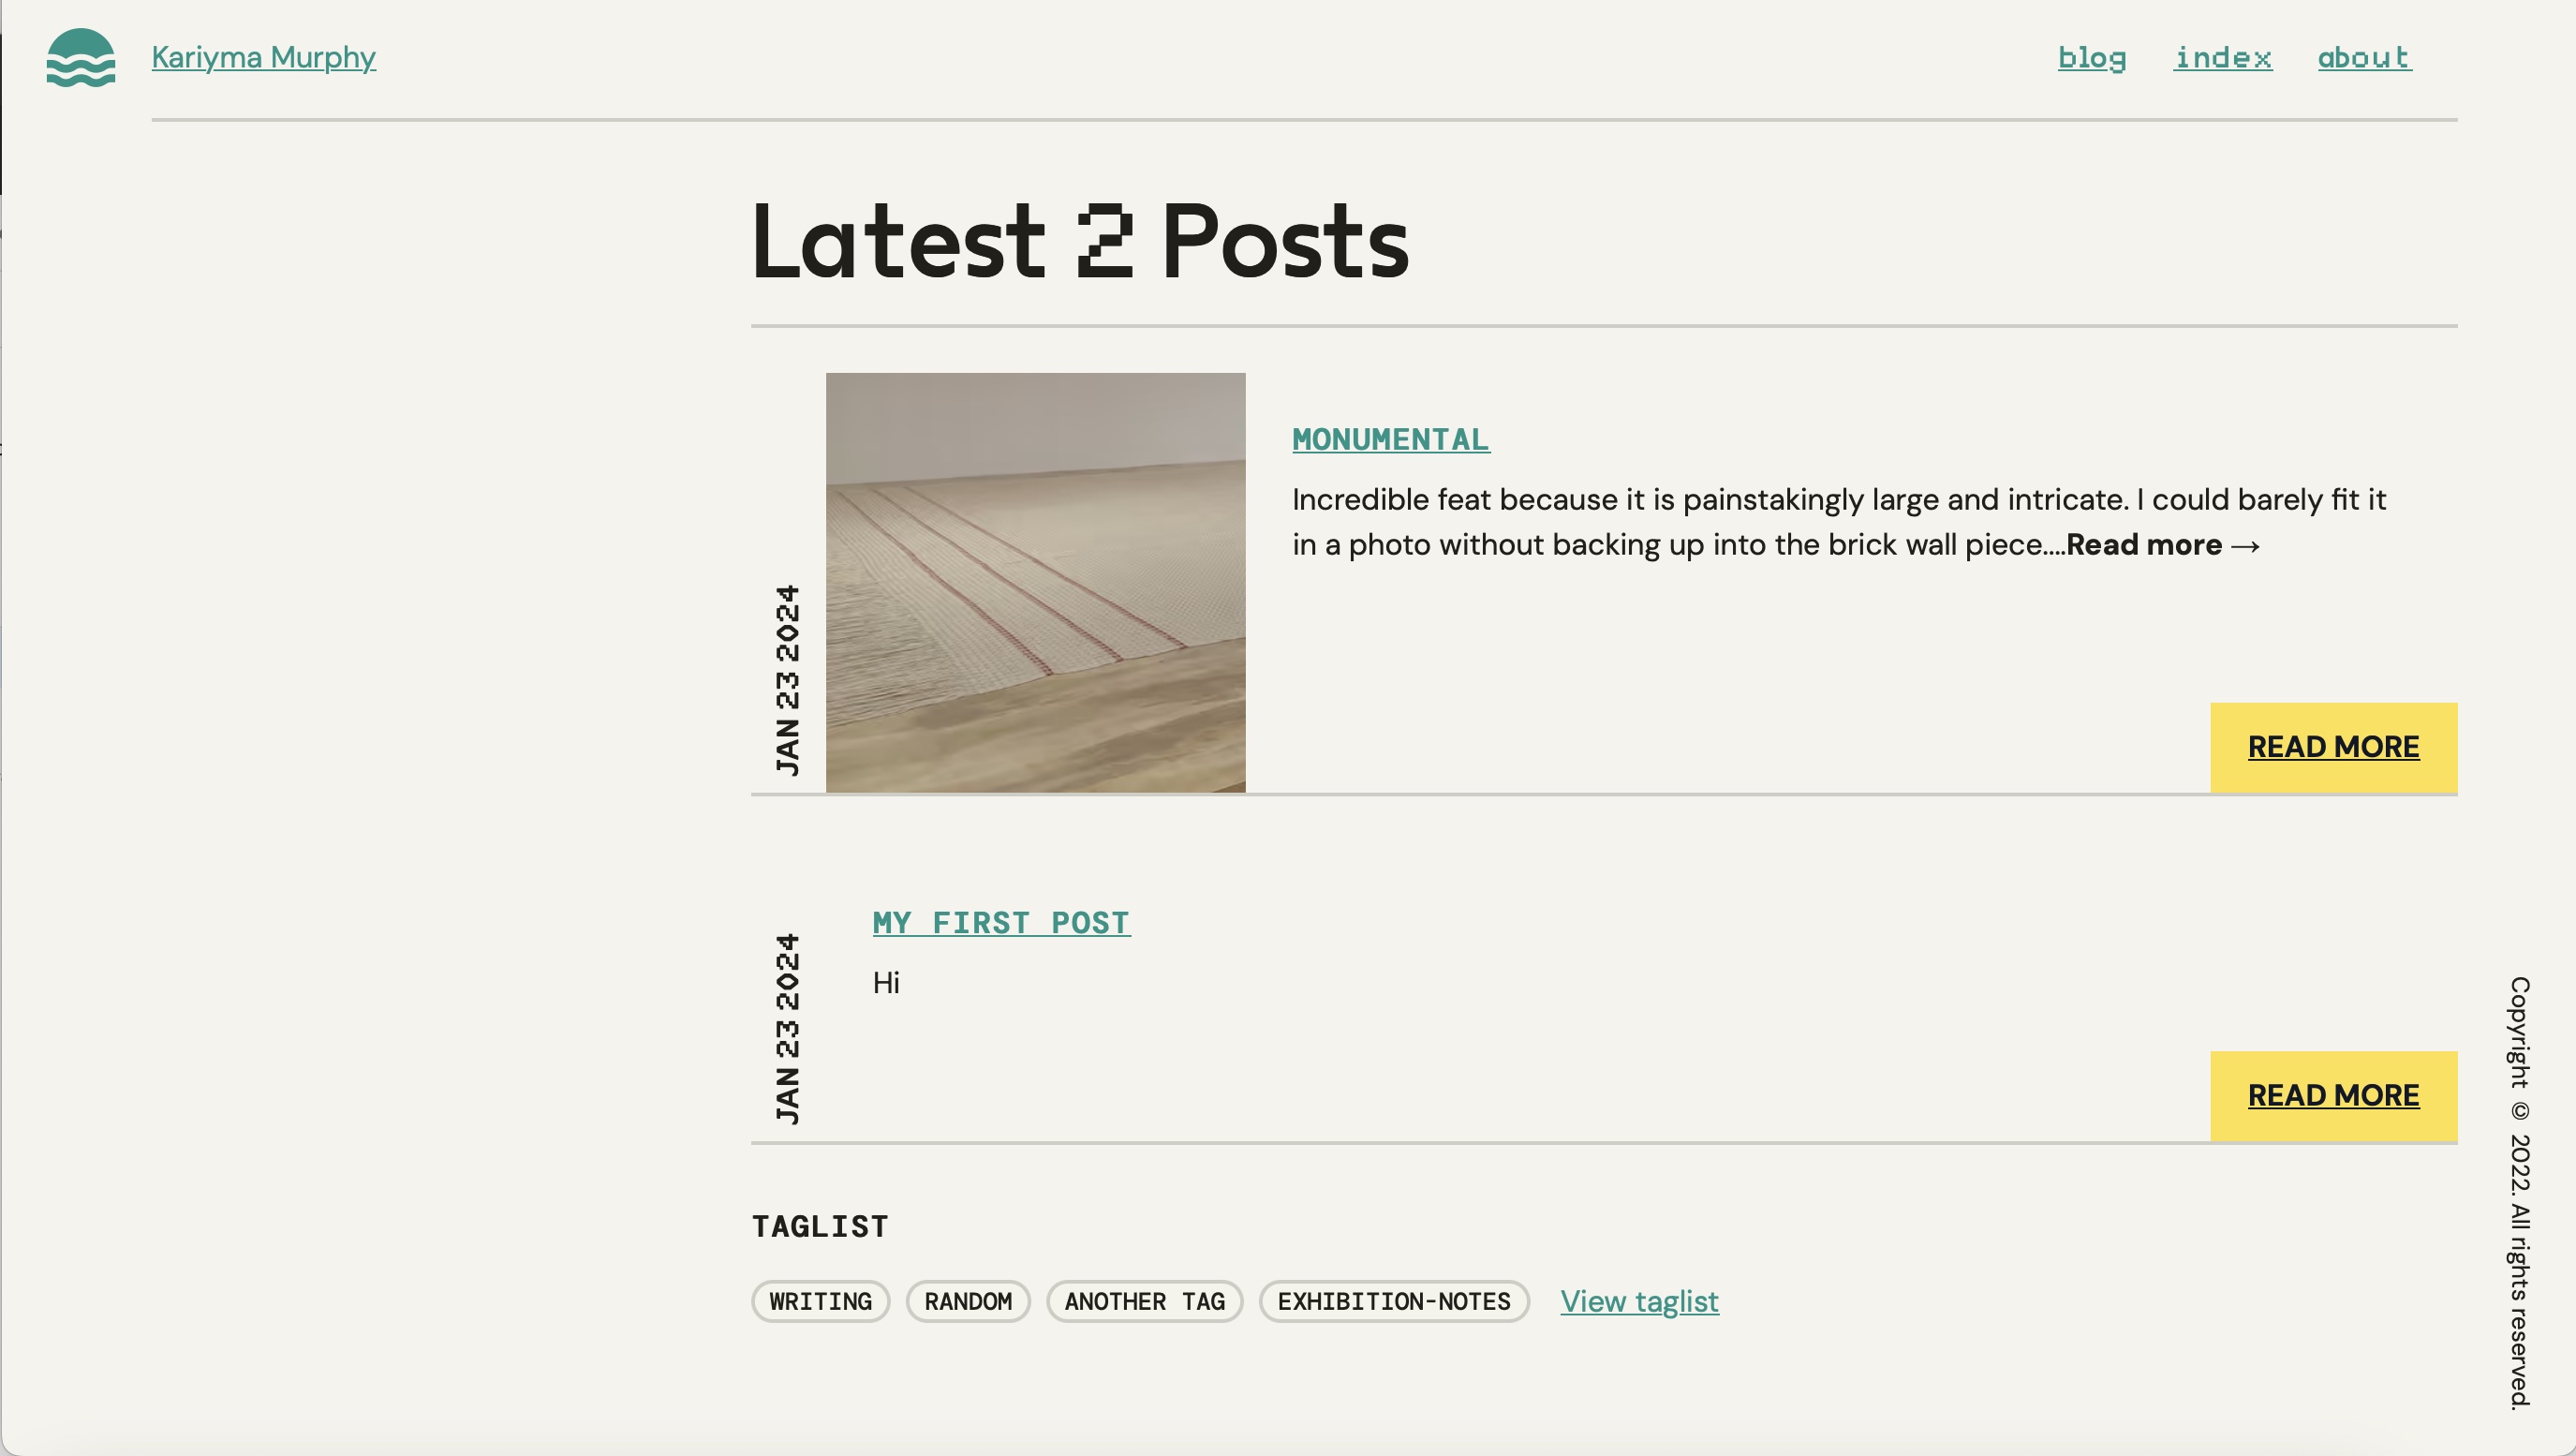 Kariyma Murphy
blog index about
Latest 2 Posts
JAN 23 2024
MONUMENTAL
Incredible feat because it is painstakingly large and intricate. I could barely fit it
in a photo without backing up into the brick wall piece....Read more →
READ MORE
JAN 23 2024
MY FIRST POST
Hi
READ MORE
TAGLIST
WRITING RANDOM ANOTHER TAG EXHIBITION-NOTES View taglist
Copyright © 2022. All rights reserved.